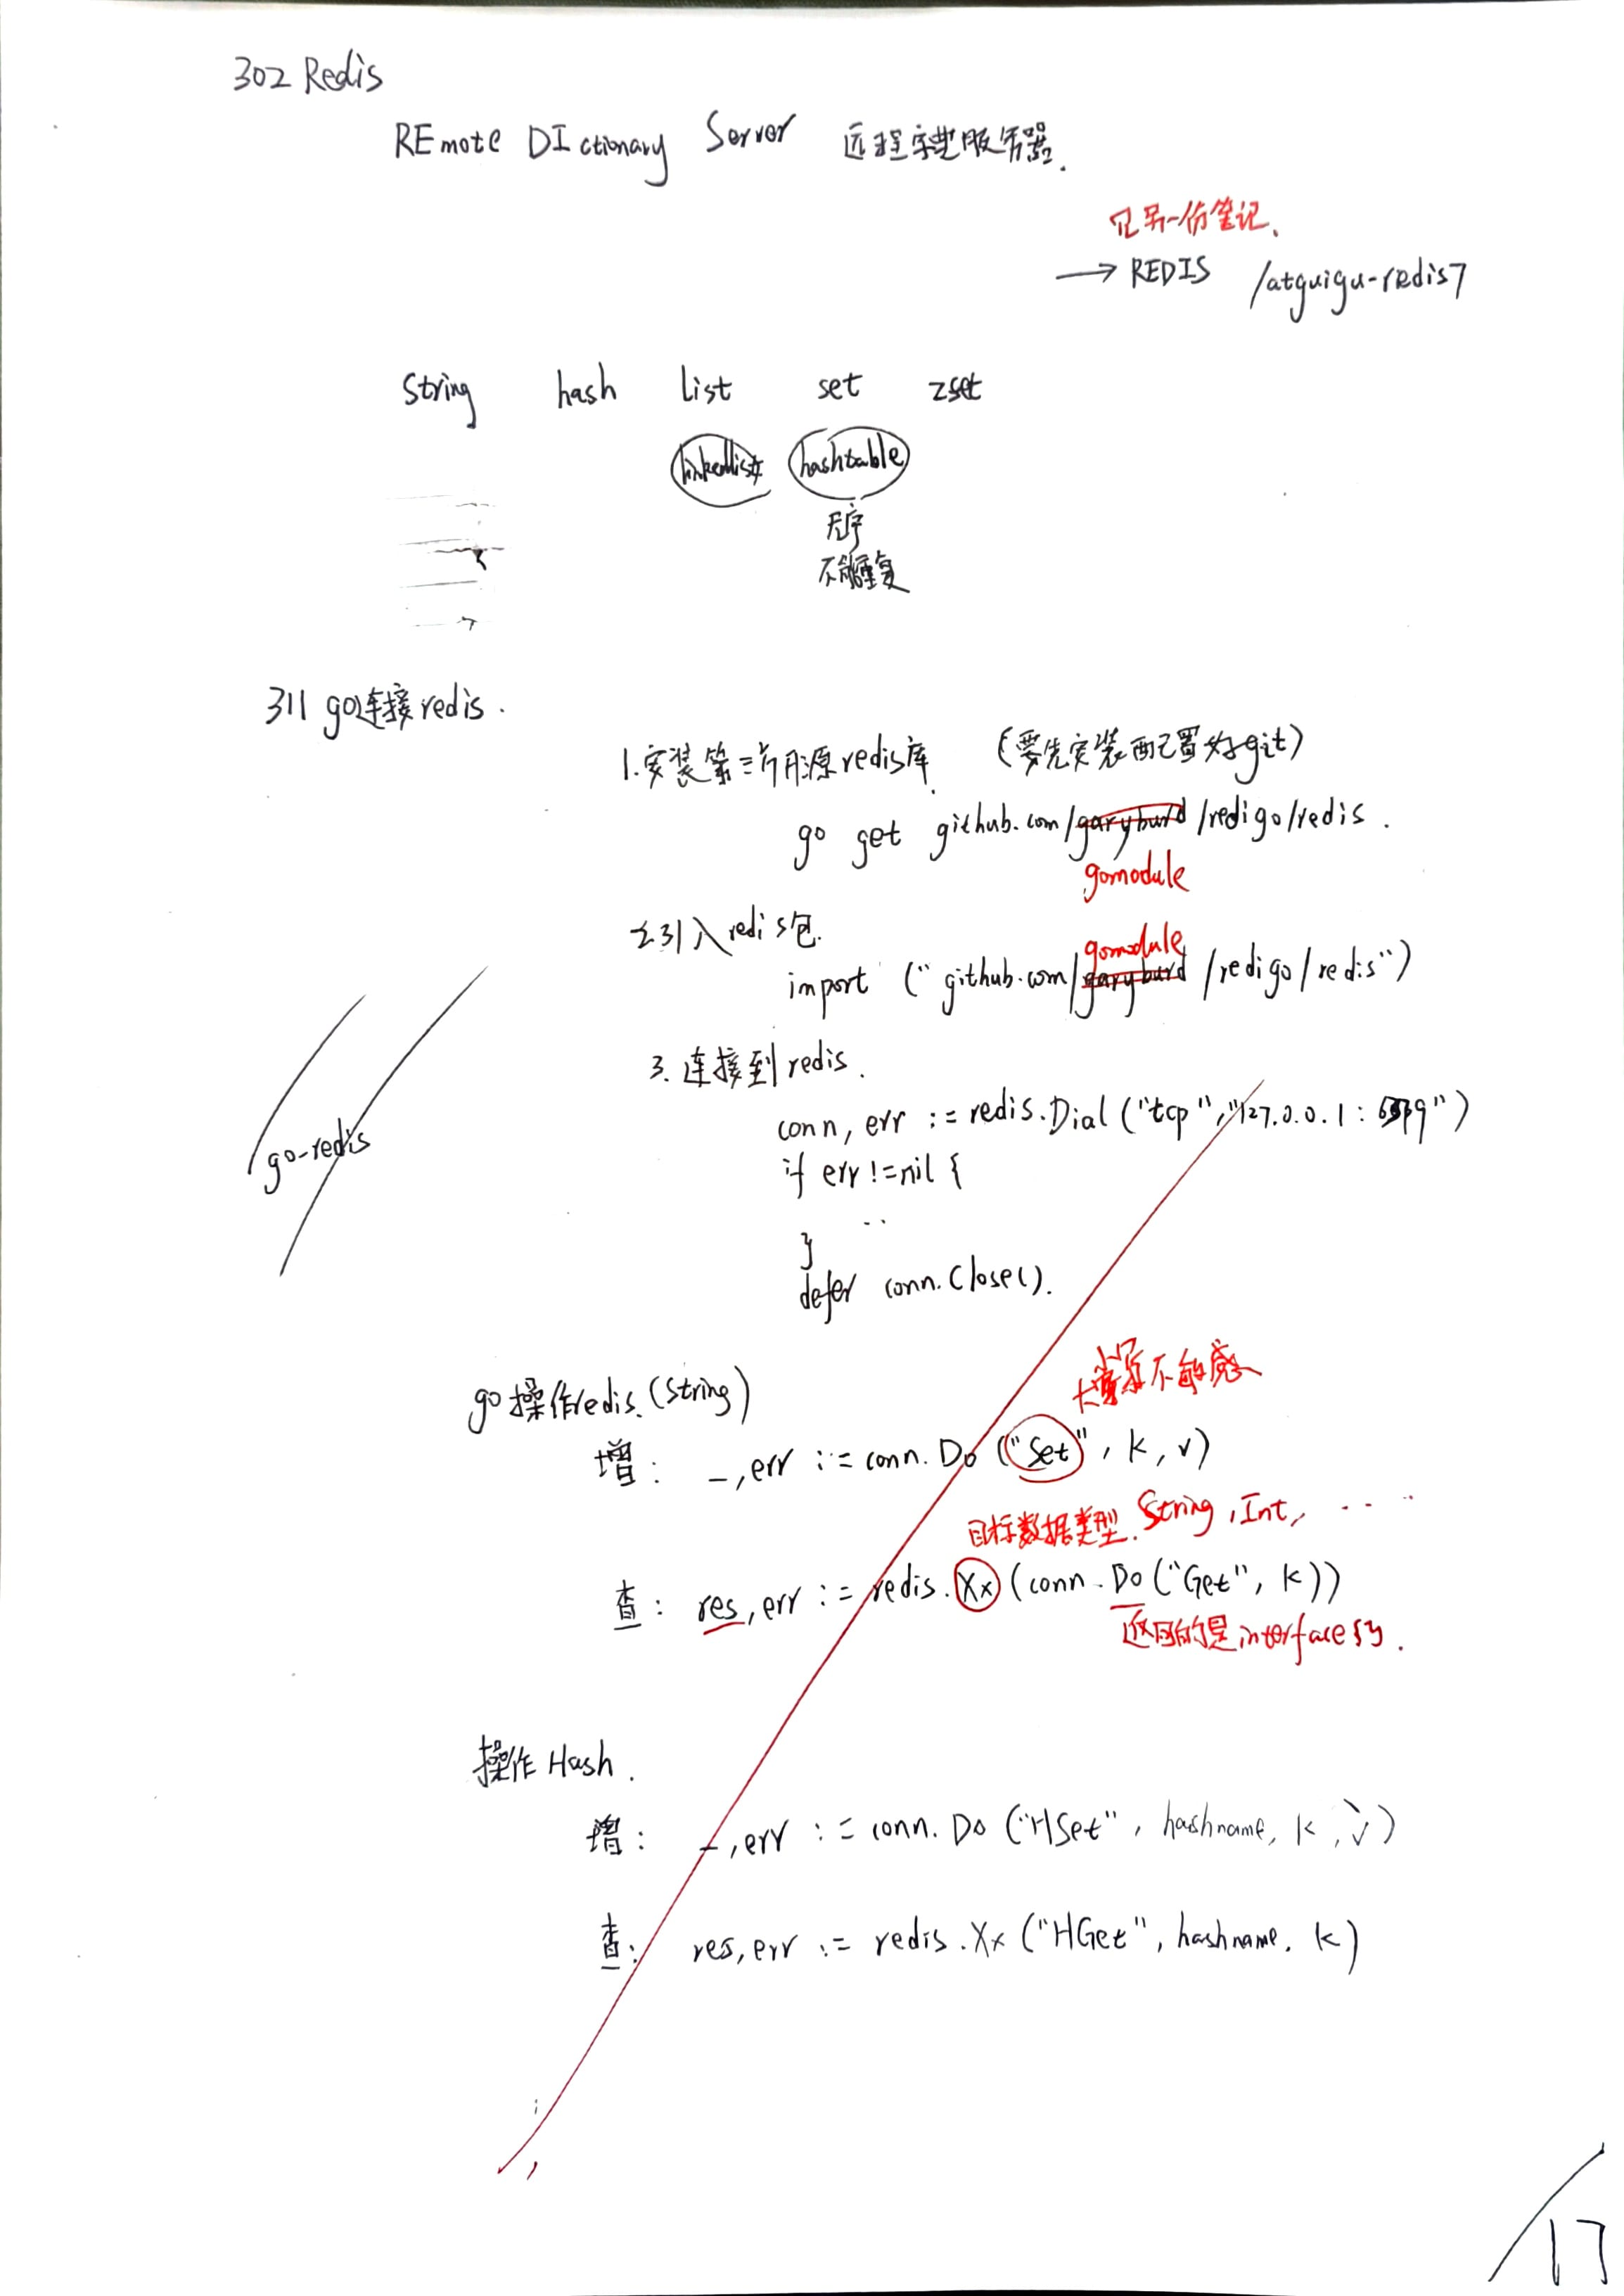 302 Redis
REmote DIctionary Server 远程字典服务器.
见另一份笔记.
→ REDIS /atguigu-redis7
String hash list set zset
linkedlist hashtable
无序
不能重复
311 go连接redis.
1.安装第三方开源redis库. (要先安装配置好git)
go get github.com/garyburd/redigo/redis.
gomodule
2.引入redis包.
gomodule
import ("github.com/garyburd/redigo/redis")
3. 连接到redis.
conn, err := redis.Dial("tcp","127.0.0.1:6379")
if err!=nil {
..
}
defer conn.Close().
go-redis
go操作redis.(String)
大小写不敏感
增: _,err := conn.Do("Set", k, v)
目标数据类型. String, Int, ....
查: res,err := redis.Xx(conn.Do("Get", k))
返回的是interface{}.
操作Hash.
增: _,err := conn.Do("HSet", hashname, k, v)
查: res,err := redis.Xx("HGet", hashname, k)
17